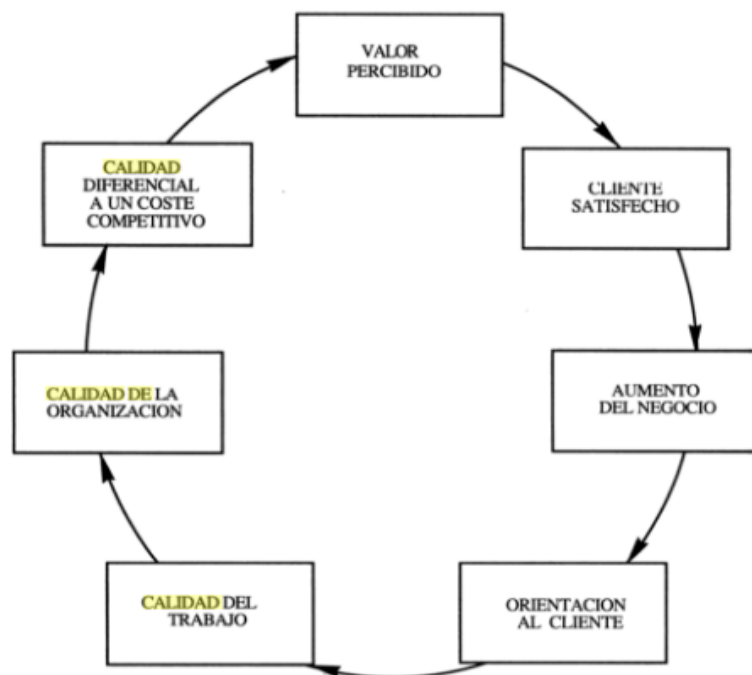 VALOR
PERCIBIDO
CLIENTE
SATISFECHO
AUMENTO
DEL NEGOCIO
ORIENTACION
AL CLIENTE
CALIDAD DEL
TRABAJO
CALIDAD DE LA
ORGANIZACION
CALIDAD
DIFERENCIAL
A UN COSTE
COMPETITIVO